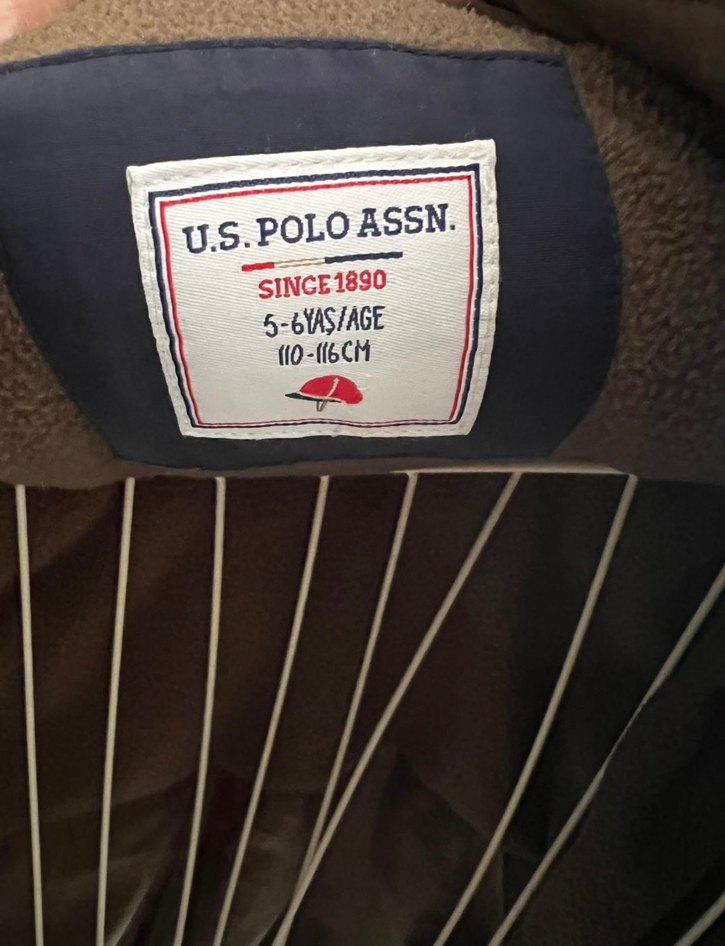 U.S. POLO ASSN.
SINCE 1890
5-6YAŞ/AGE
110-116CM